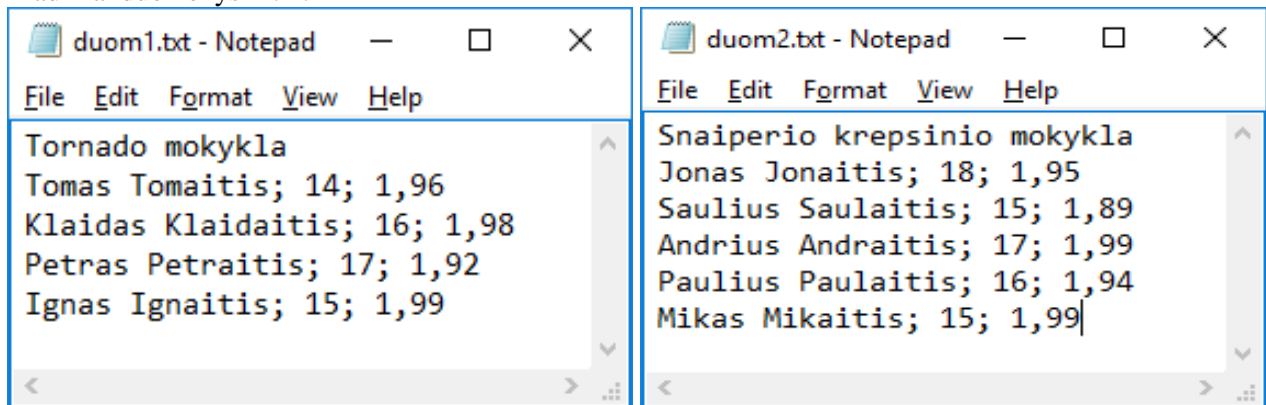 duom1.txt - Notepad
File Edit Format View Help
Tornado mokykla
Tomas Tomaitis; 14; 1,96
Klaidas Klaidaitis; 16; 1,98
Petras Petraitis; 17; 1,92
Ignas Ignaitis; 15; 1,99
duom2.txt - Notepad
File Edit Format View Help
Snaiperio krepsinio mokykla
Jonas Jonaitis; 18; 1,95
Saulius Saulaitis; 15; 1,89
Andrius Andraitis; 17; 1,99
Paulius Paulaitis; 16; 1,94
Mikas Mikaitis; 15; 1,99